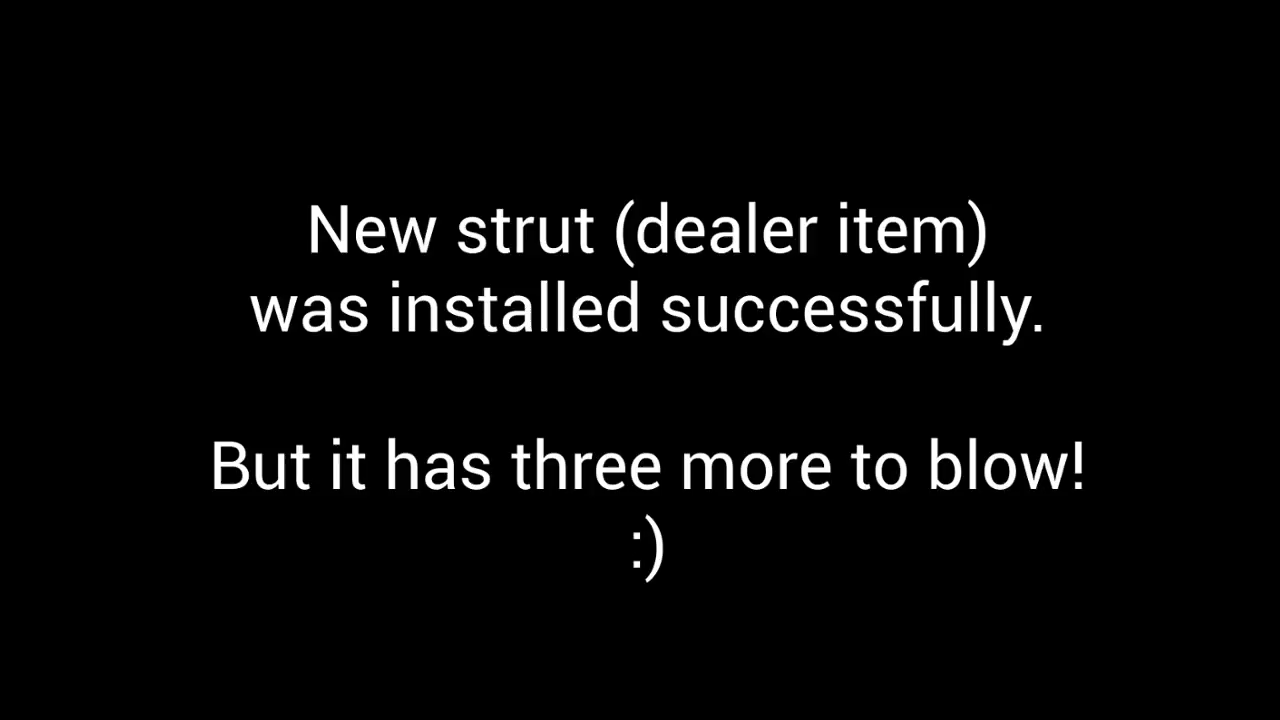 New strut (dealer item)
was installed successfully.
But it has three more to blow!
:)